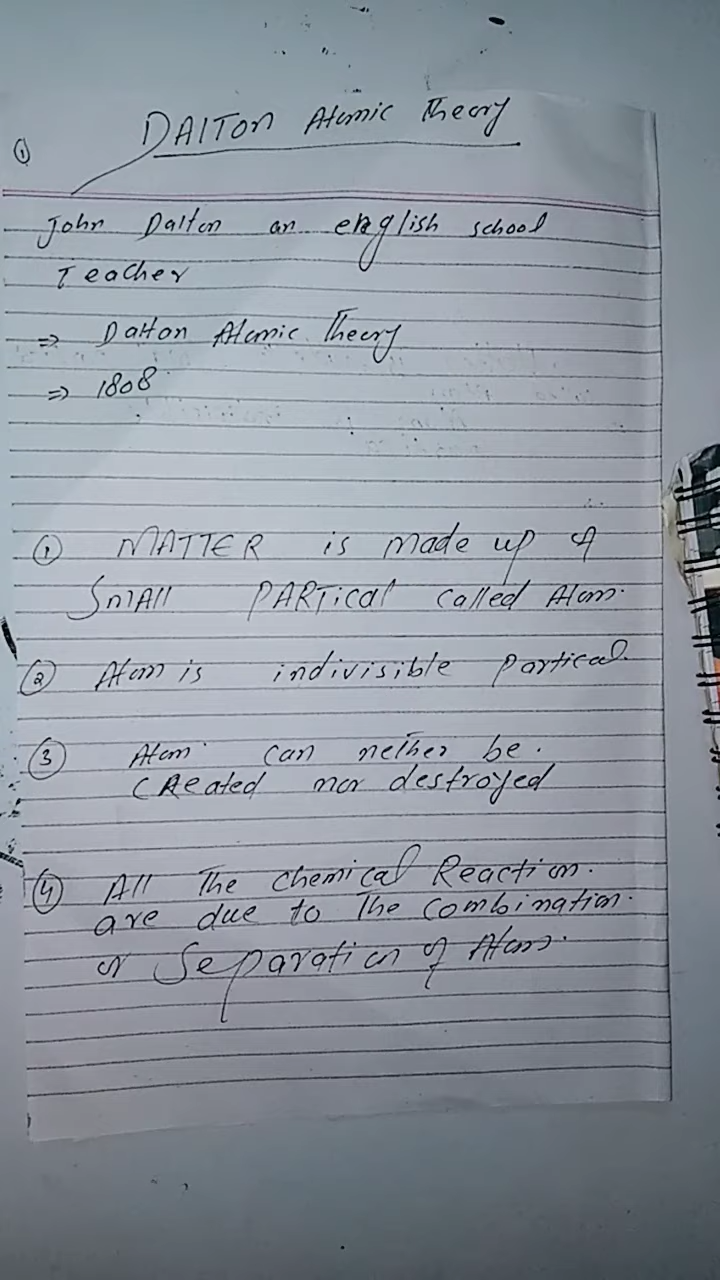 DAlTon Atomic Theory
①
John Dalton an english school
Teacher
⇒ Dalton Atomic Theory
⇒ 1808
① MATTER is made up of
SmAll PARTical called Atom.
② Atom is indivisible partical.
③ Atom can nether be.
CReated nor destroyed
④ All The chemical Reaction.
are due to The combination.
or Separation of Atom.